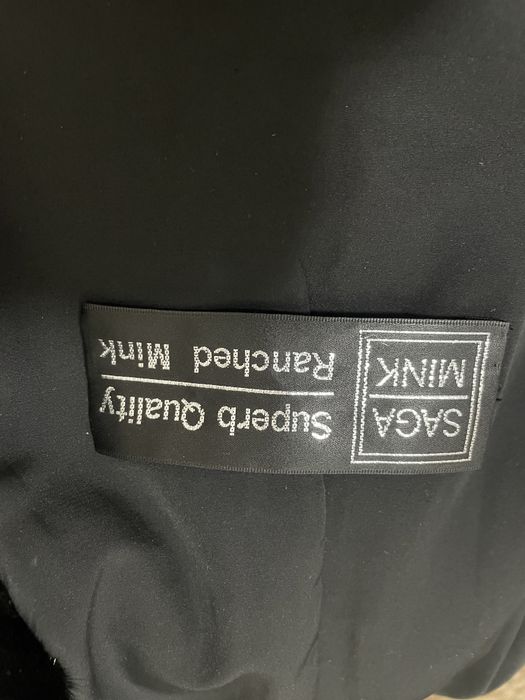 SAGA
MINK
Superb Quality
Ranched Mink